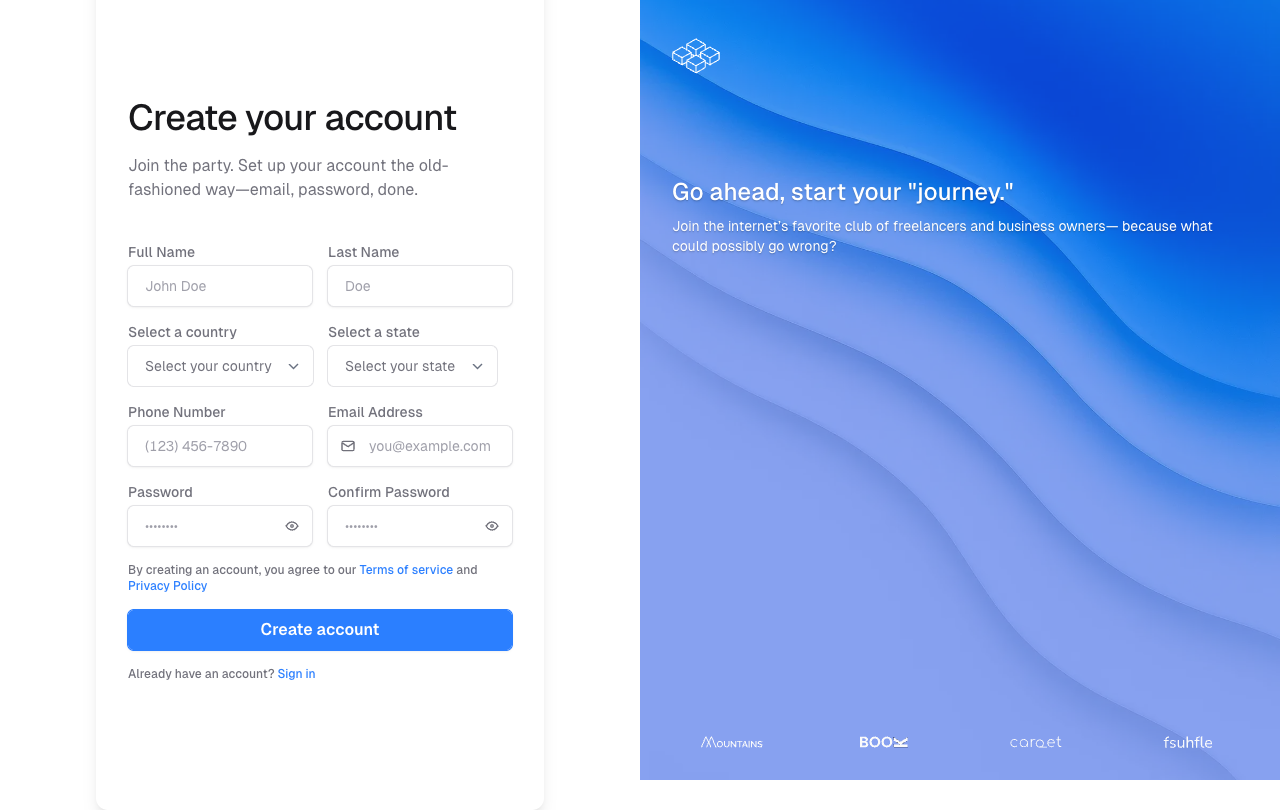 Create your account
Join the party. Set up your account the old-
fashioned way—email, password, done.
Full Name
Last Name
John Doe
Doe
Select a country
Select a state
Select your country
Select your state
Phone Number
Email Address
(123) 456-7890
you@example.com
Password
Confirm Password
••••••••
••••••••
By creating an account, you agree to our Terms of service and
Privacy Policy
Create account
Already have an account? Sign in
Go ahead, start your "journey."
Join the internet's favorite club of freelancers and business owners— because what
could possibly go wrong?
MOUNTAINS
fsuhfle